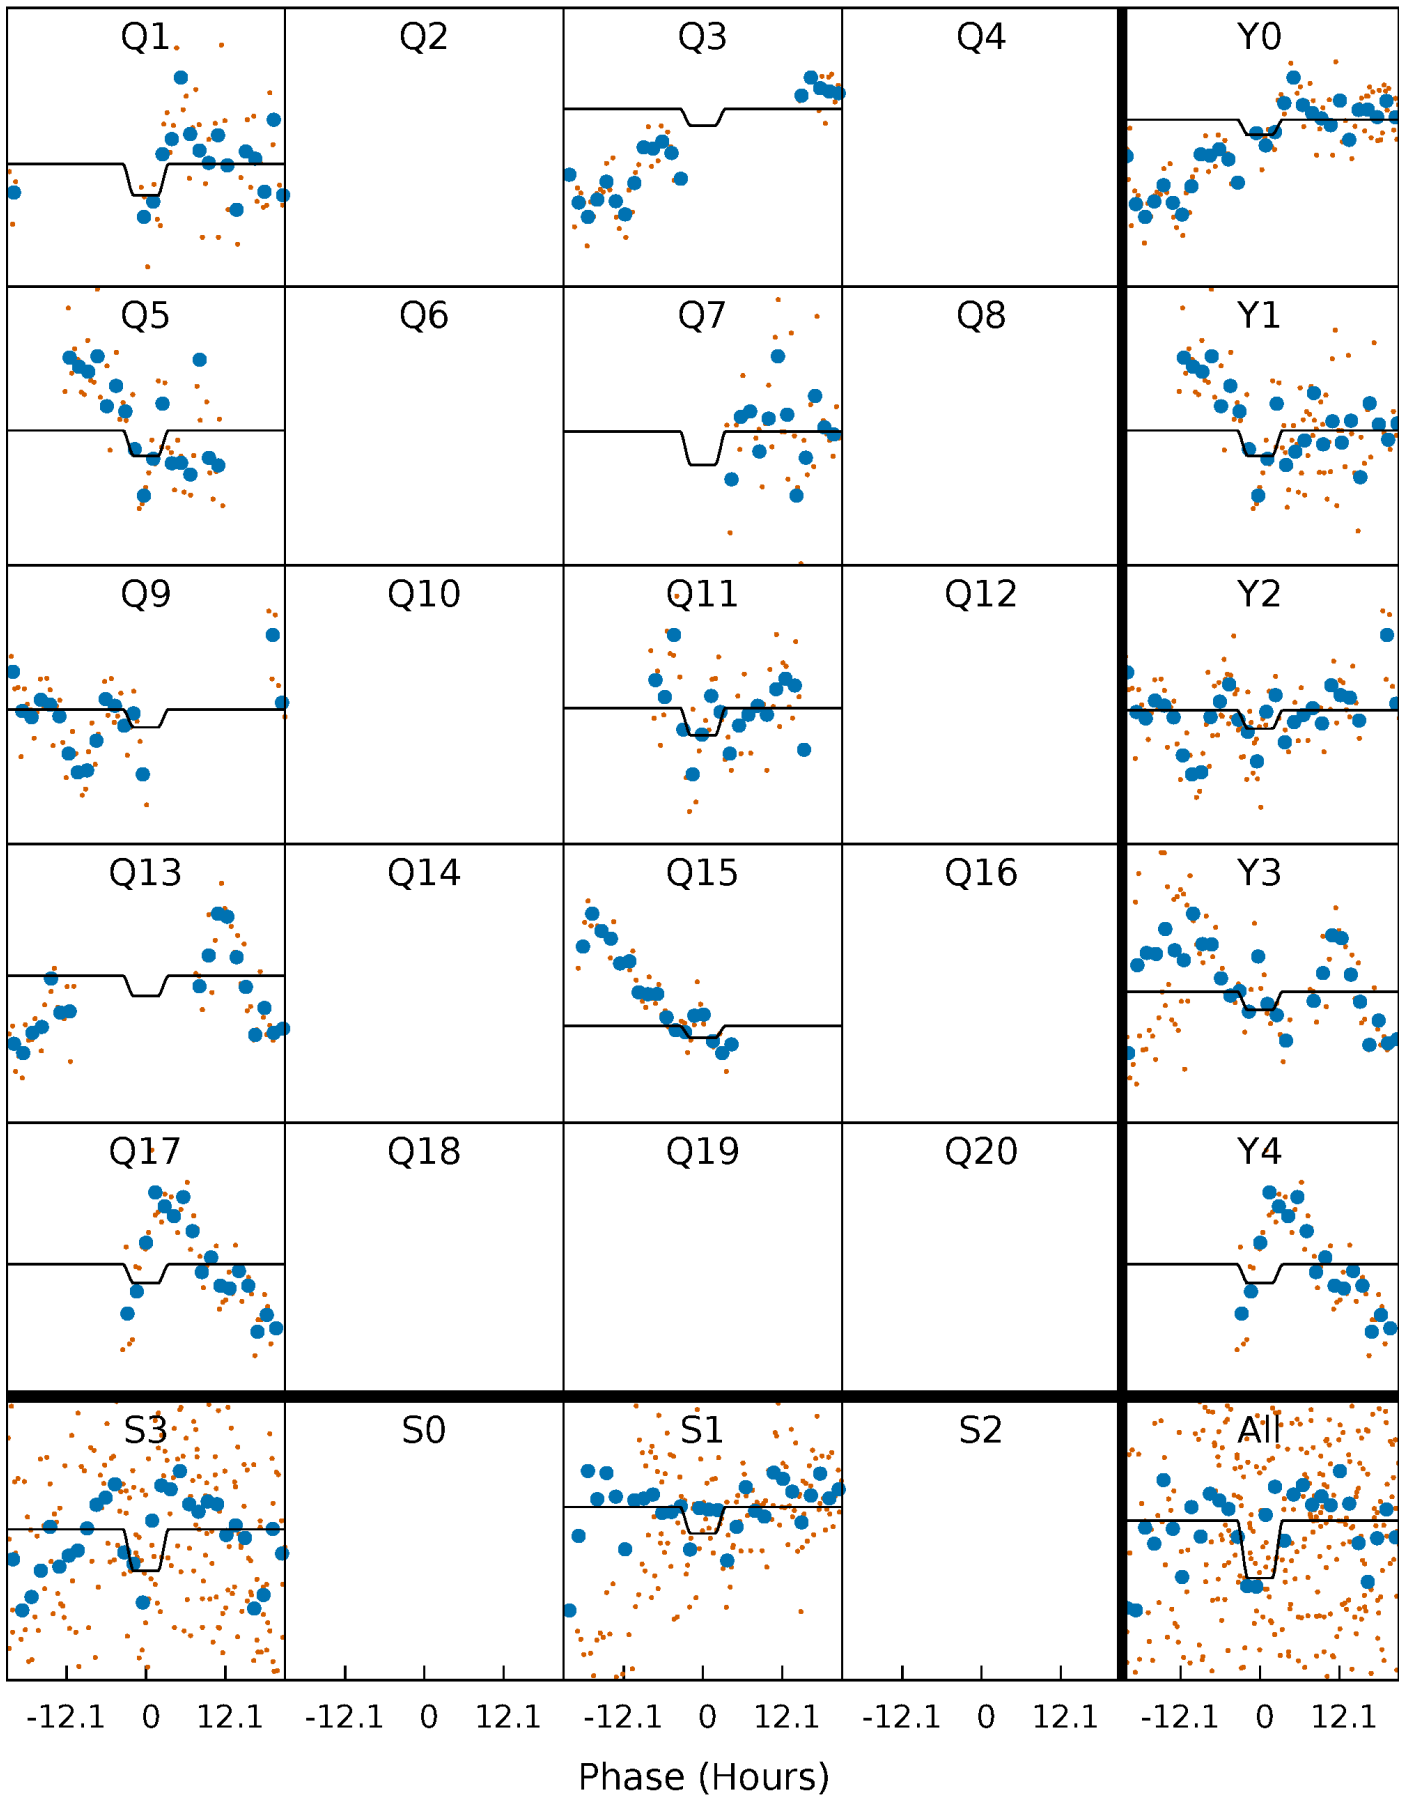 Q1 Q2 Q3 Q4 Y0
Q5 Q6 Q7 Q8 Y1
Q9 Q10 Q11 Q12 Y2
Q13 Q14 Q15 Q16 Y3
Q17 Q18 Q19 Q20 Y4
S3 S0 S1 S2 All
-12.1 0 12.1 -12.1 0 12.1 -12.1 0 12.1 -12.1 0 12.1 -12.1 0 12.1
Phase (Hours)